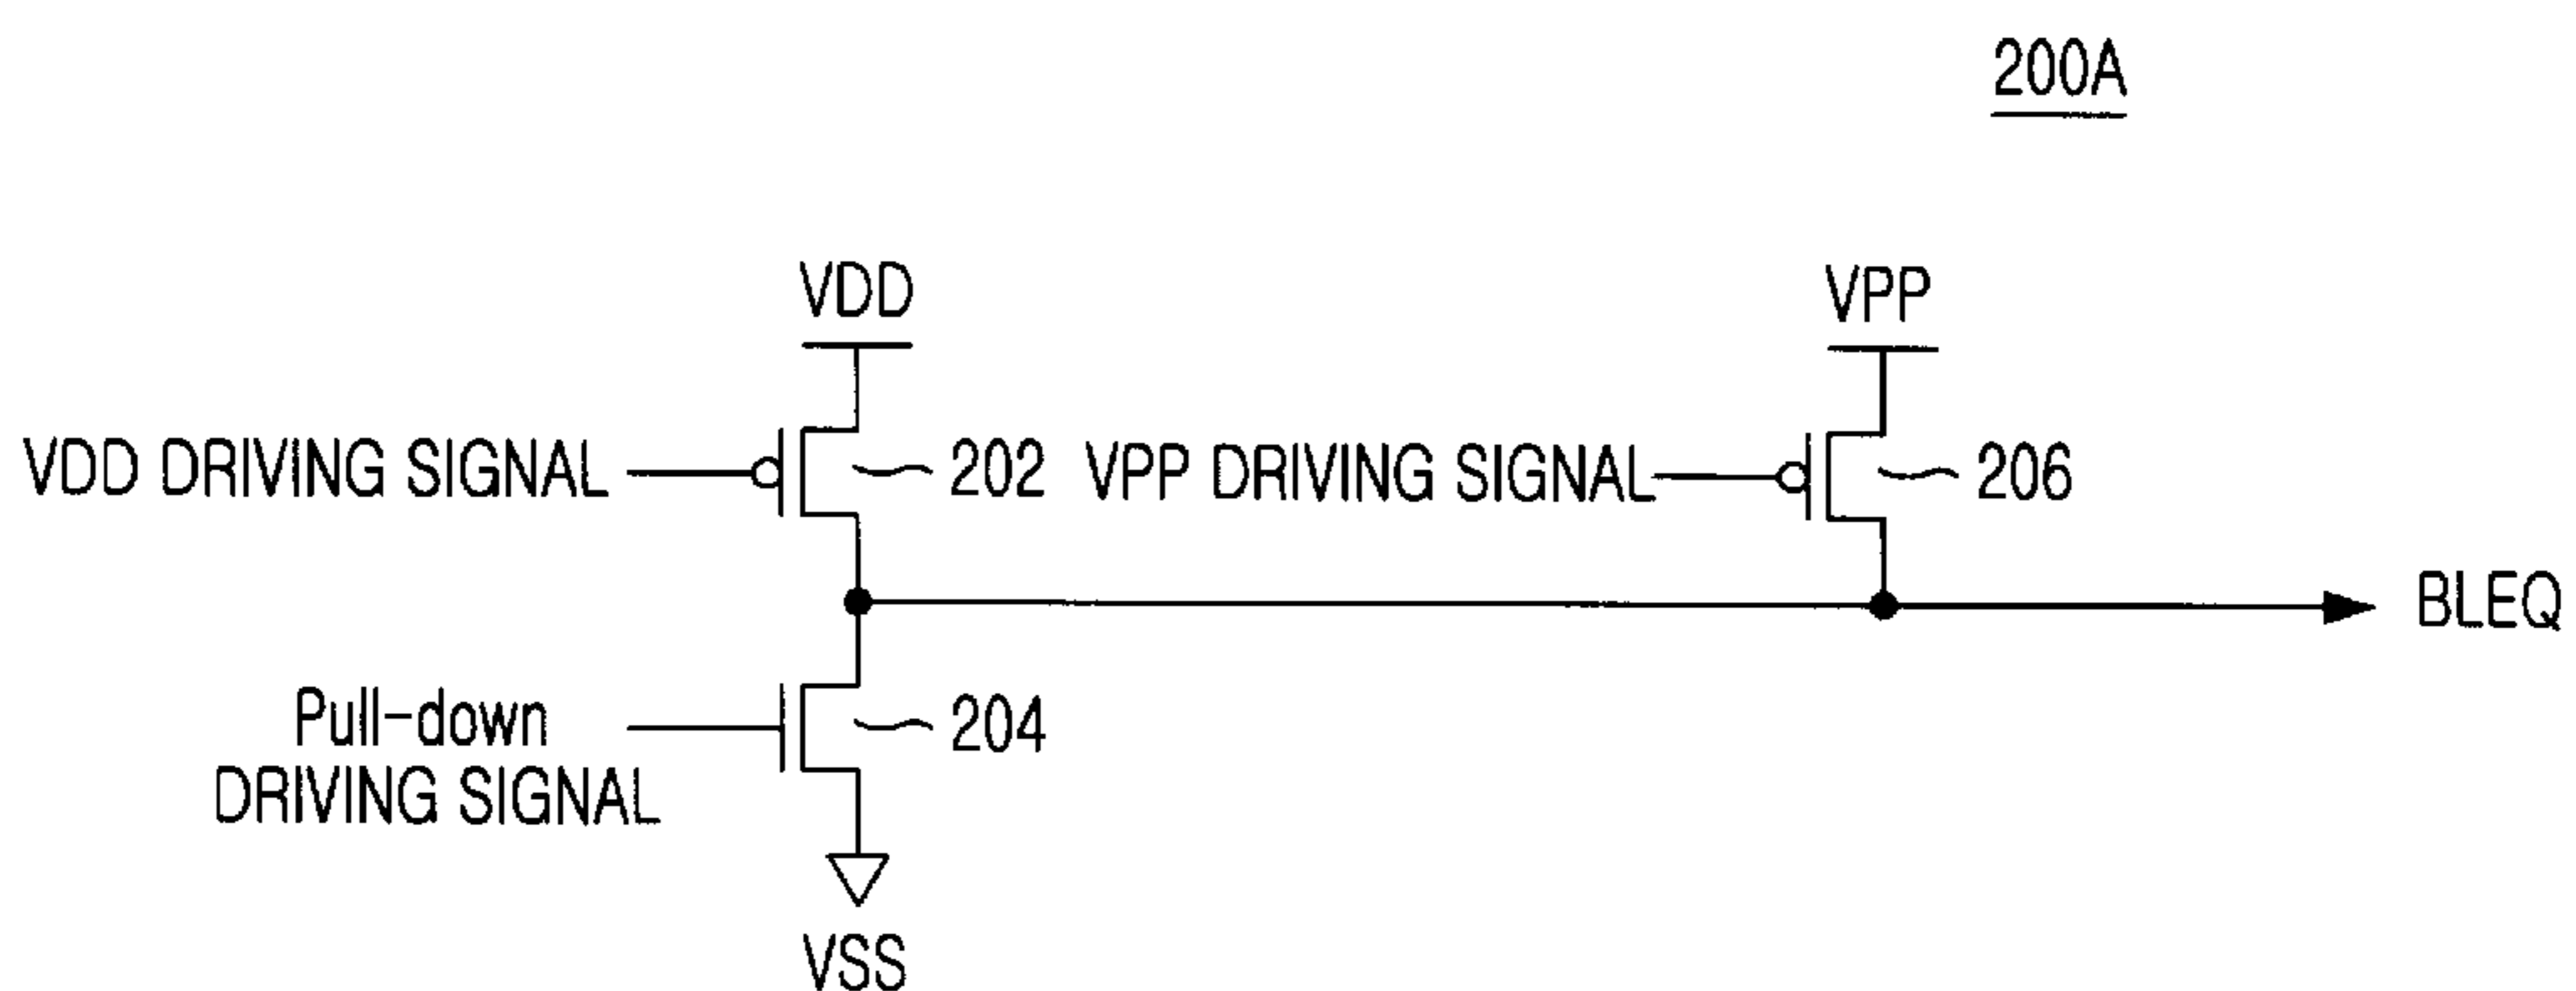 200A
VDD
VPP
VDD DRIVING SIGNAL
202
VPP DRIVING SIGNAL
206
BLEQ
Pull-down
DRIVING SIGNAL
204
VSS